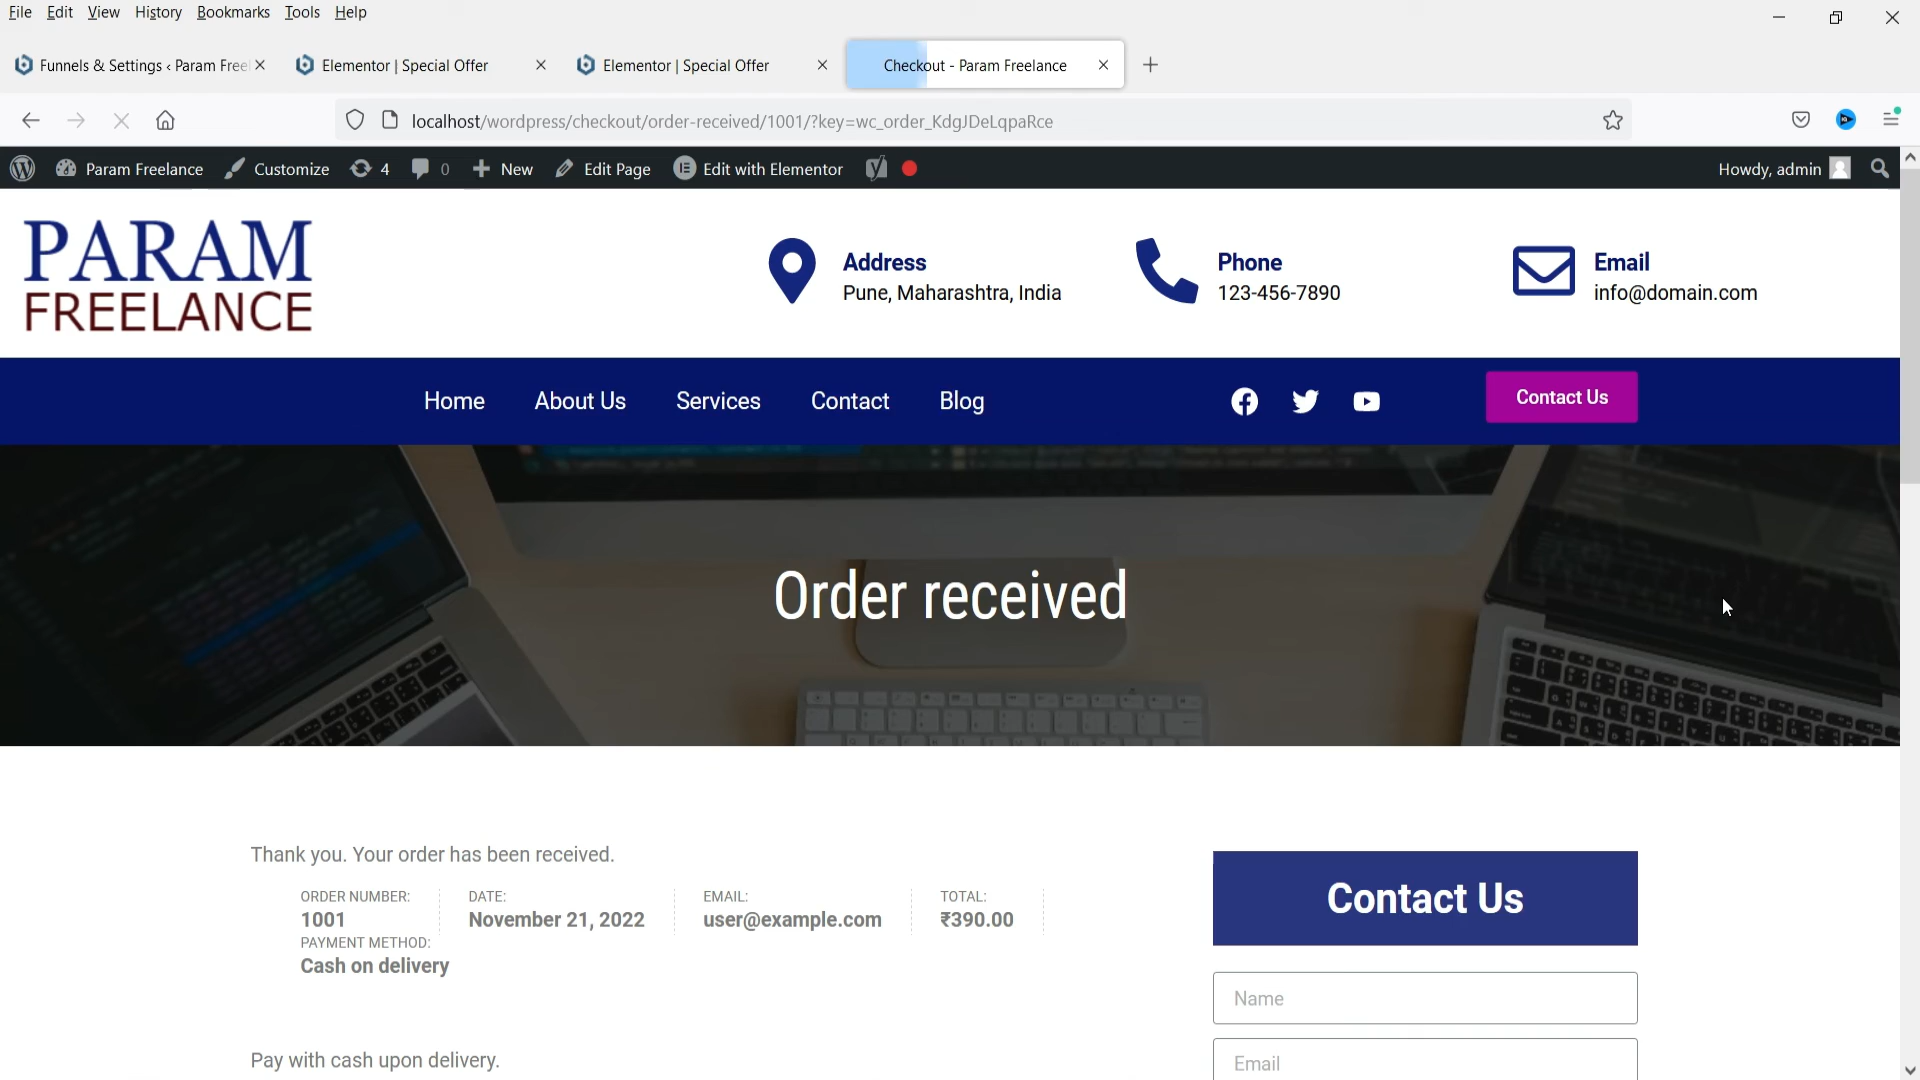 File Edit View History Bookmarks Tools Help
Funnels & Settings ‹ Param Free
Elementor | Special Offer
Elementor | Special Offer
Checkout - Param Freelance
localhost/wordpress/checkout/order-received/1001/?key=wc_order_KdgJDeLqpaRce
Param Freelance Customize 4 0 New Edit Page Edit with Elementor
Howdy, admin
PARAM
FREELANCE
Address
Pune, Maharashtra, India
Phone
123-456-7890
Email
info@domain.com
Home About Us Services Contact Blog
Contact Us
Order received
Thank you. Your order has been received.
ORDER NUMBER:
1001
DATE:
November 21, 2022
EMAIL:
user@example.com
TOTAL:
₹390.00
PAYMENT METHOD:
Cash on delivery
Pay with cash upon delivery.
Contact Us
Name
Email